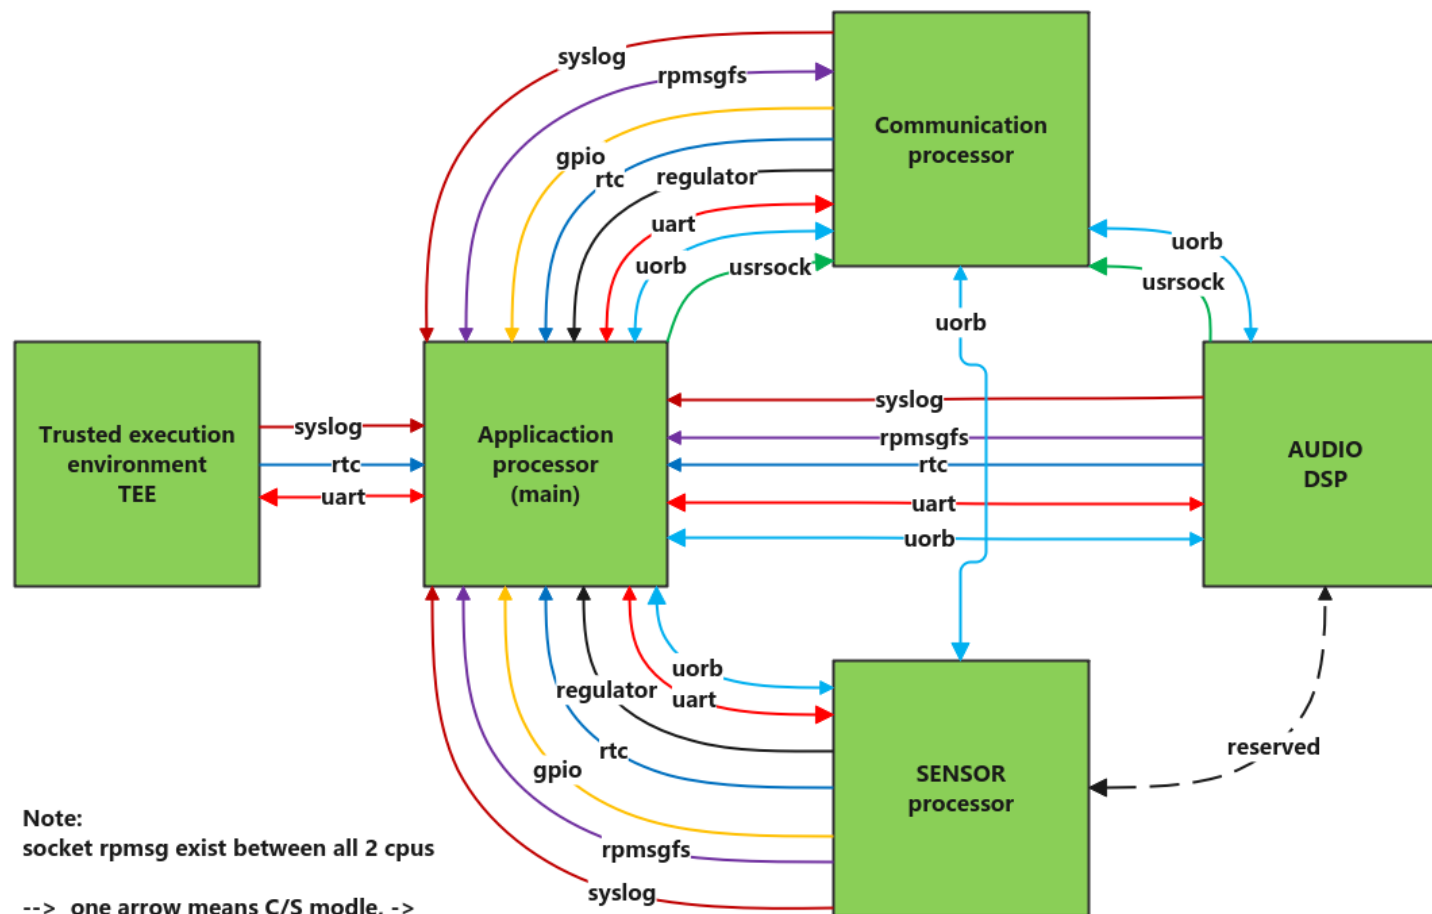 syslog
rpmsgfs
gpio
rtc
regulator
uart
uorb
usrsock
Communication
processor
uorb
usrsock
uorb
Trusted execution
environment
TEE
syslog
rtc
uart
Applicaction
processor
(main)
syslog
rpmsgfs
rtc
uart
uorb
AUDIO
DSP
uorb
uart
regulator
rtc
gpio
rpmsgfs
syslog
SENSOR
processor
reserved
Note:
socket rpmsg exist between all 2 cpus
--> one arrow means C/S modle, ->